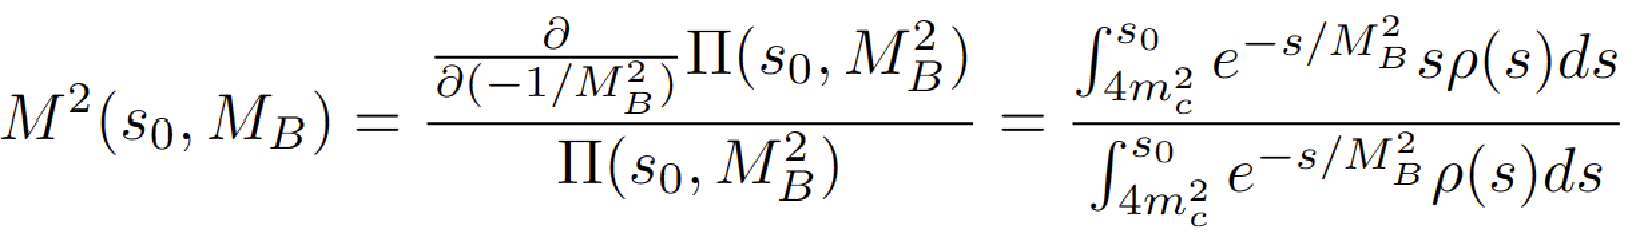 $M^2(s_0, M_B) = \frac{\frac{\partial}{\partial(-1/M_B^2)}\Pi(s_0, M_B^2)}{\Pi(s_0, M_B^2)} = \frac{\int_{4m_c^2}^{s_0} e^{-s/M_B^2} s\rho(s)ds}{\int_{4m_c^2}^{s_0} e^{-s/M_B^2} \rho(s)ds}$